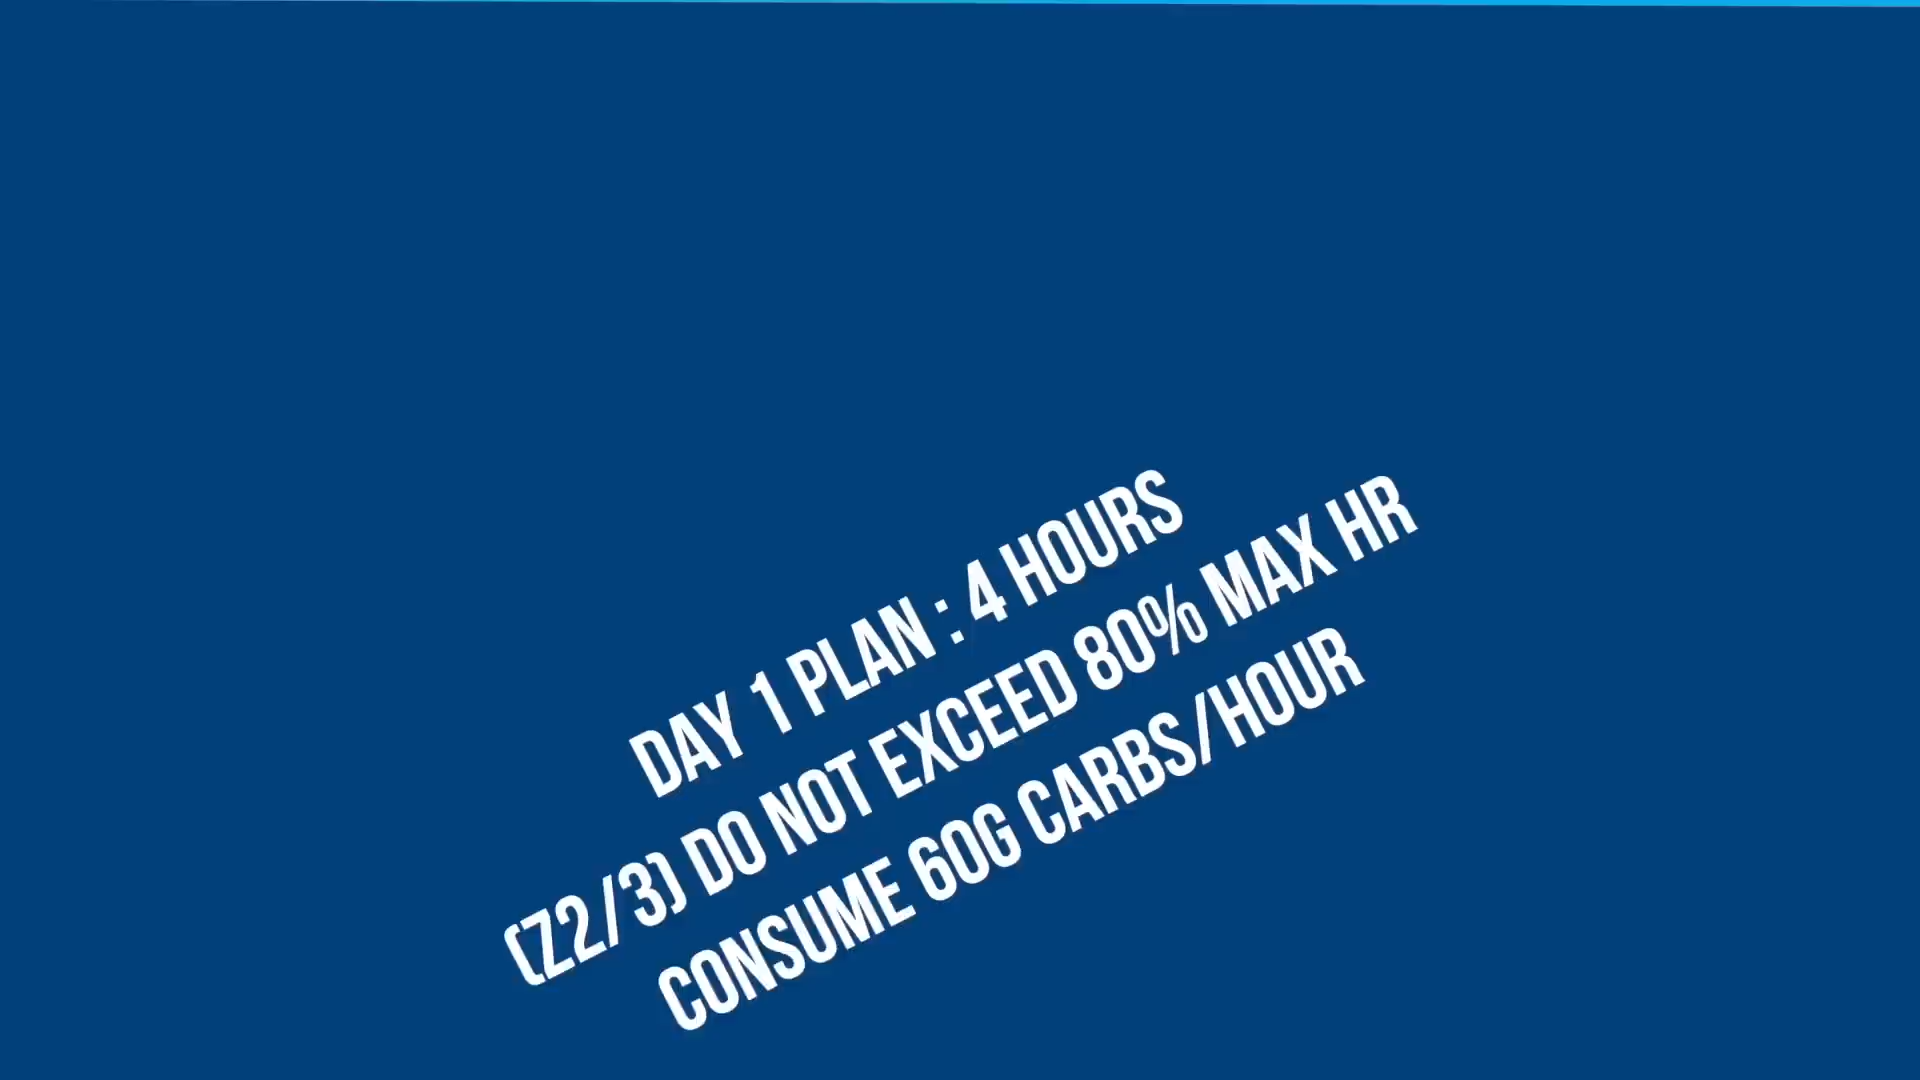 DAY 1 PLAN : 4 HOURS
(Z2/3) DO NOT EXCEED 80% MAX HR
CONSUME 60G CARBS/HOUR